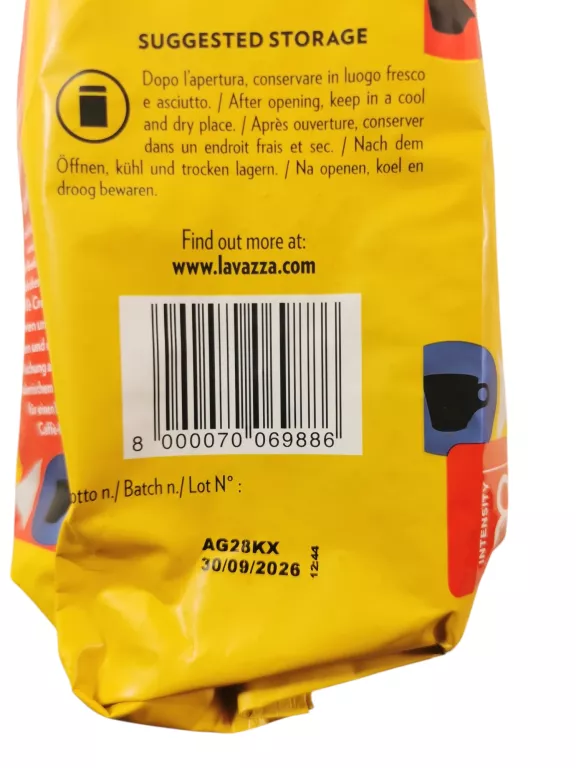 SUGGESTED STORAGE
Dopo l'apertura, conservare in luogo fresco
e asciutto. / After opening, keep in a cool
and dry place. / Après ouverture, conserver
dans un endroit frais et sec. / Nach dem
Öffnen, kühl und trocken lagern. / Na openen, koel en
droog bewaren.
Find out more at:
www.lavazza.com
8 000070 069886
otto n./ Batch n./ Lot N° :
AG28KX
30/09/2026
12:44
INTENSITY